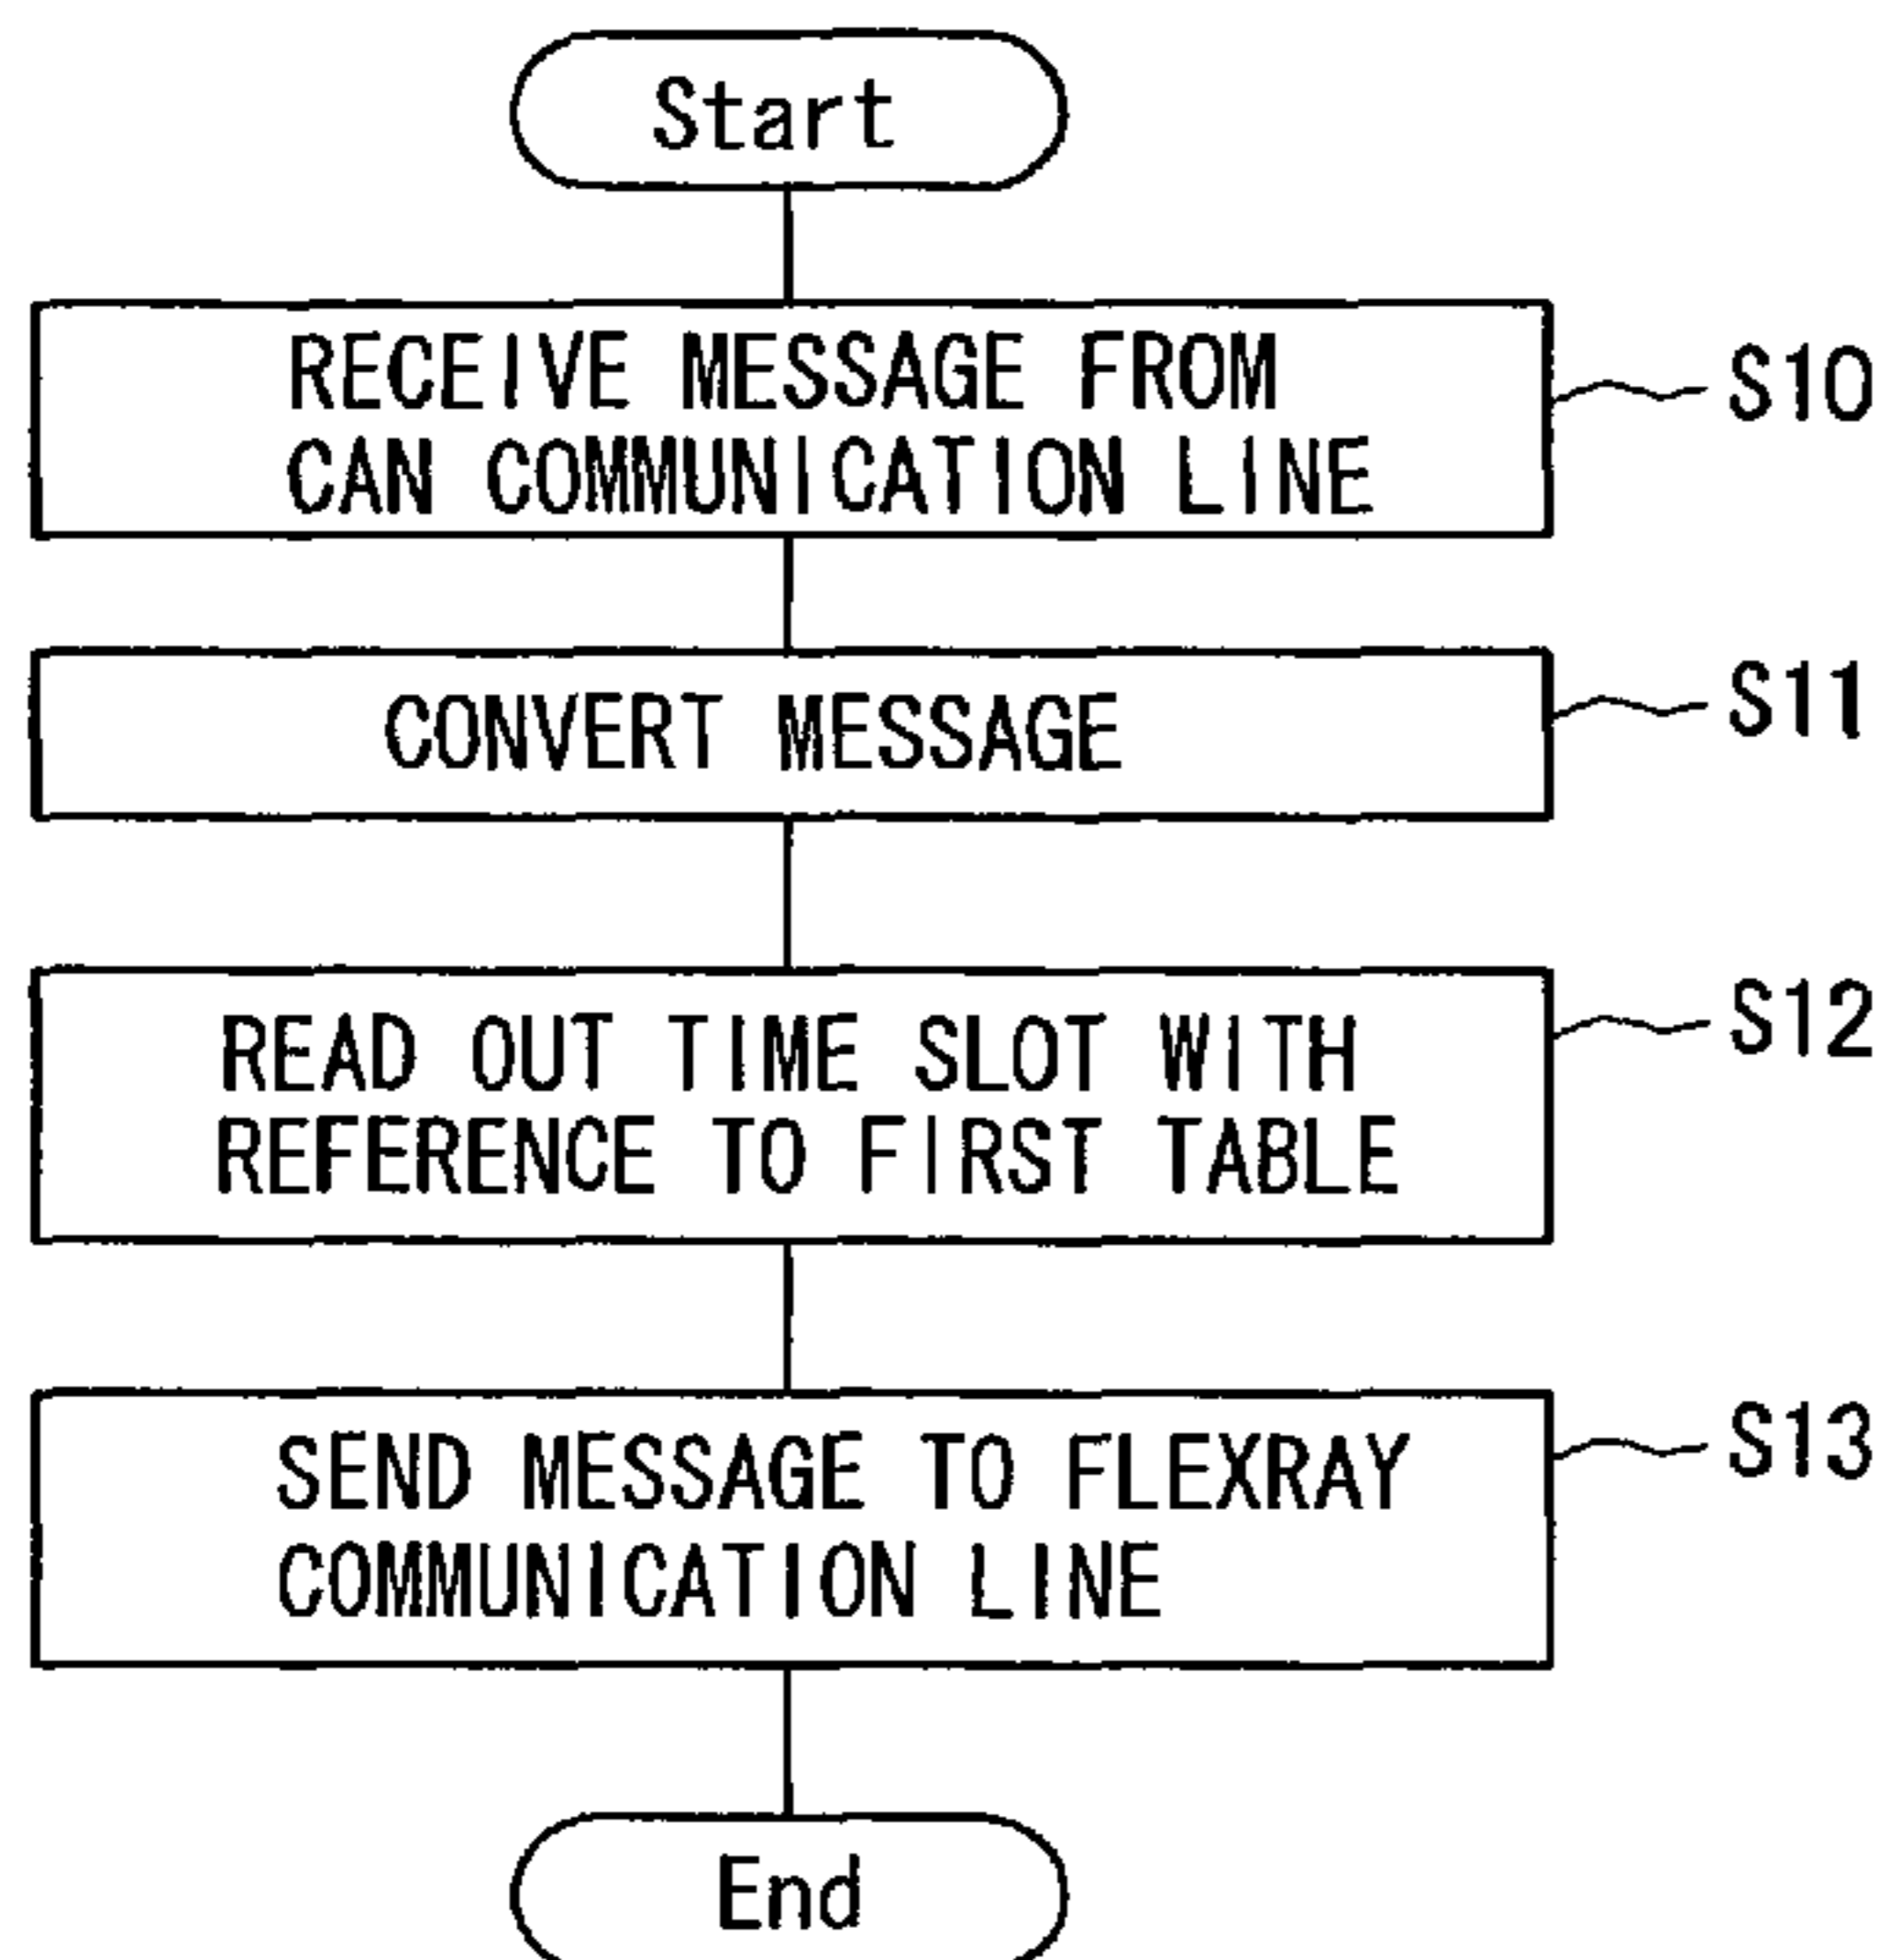 Start
RECEIVE MESSAGE FROM
CAN COMMUNICATION LINE
S10
CONVERT MESSAGE
S11
READ OUT TIME SLOT WITH
REFERENCE TO FIRST TABLE
S12
SEND MESSAGE TO FLEXRAY
COMMUNICATION LINE
S13
End